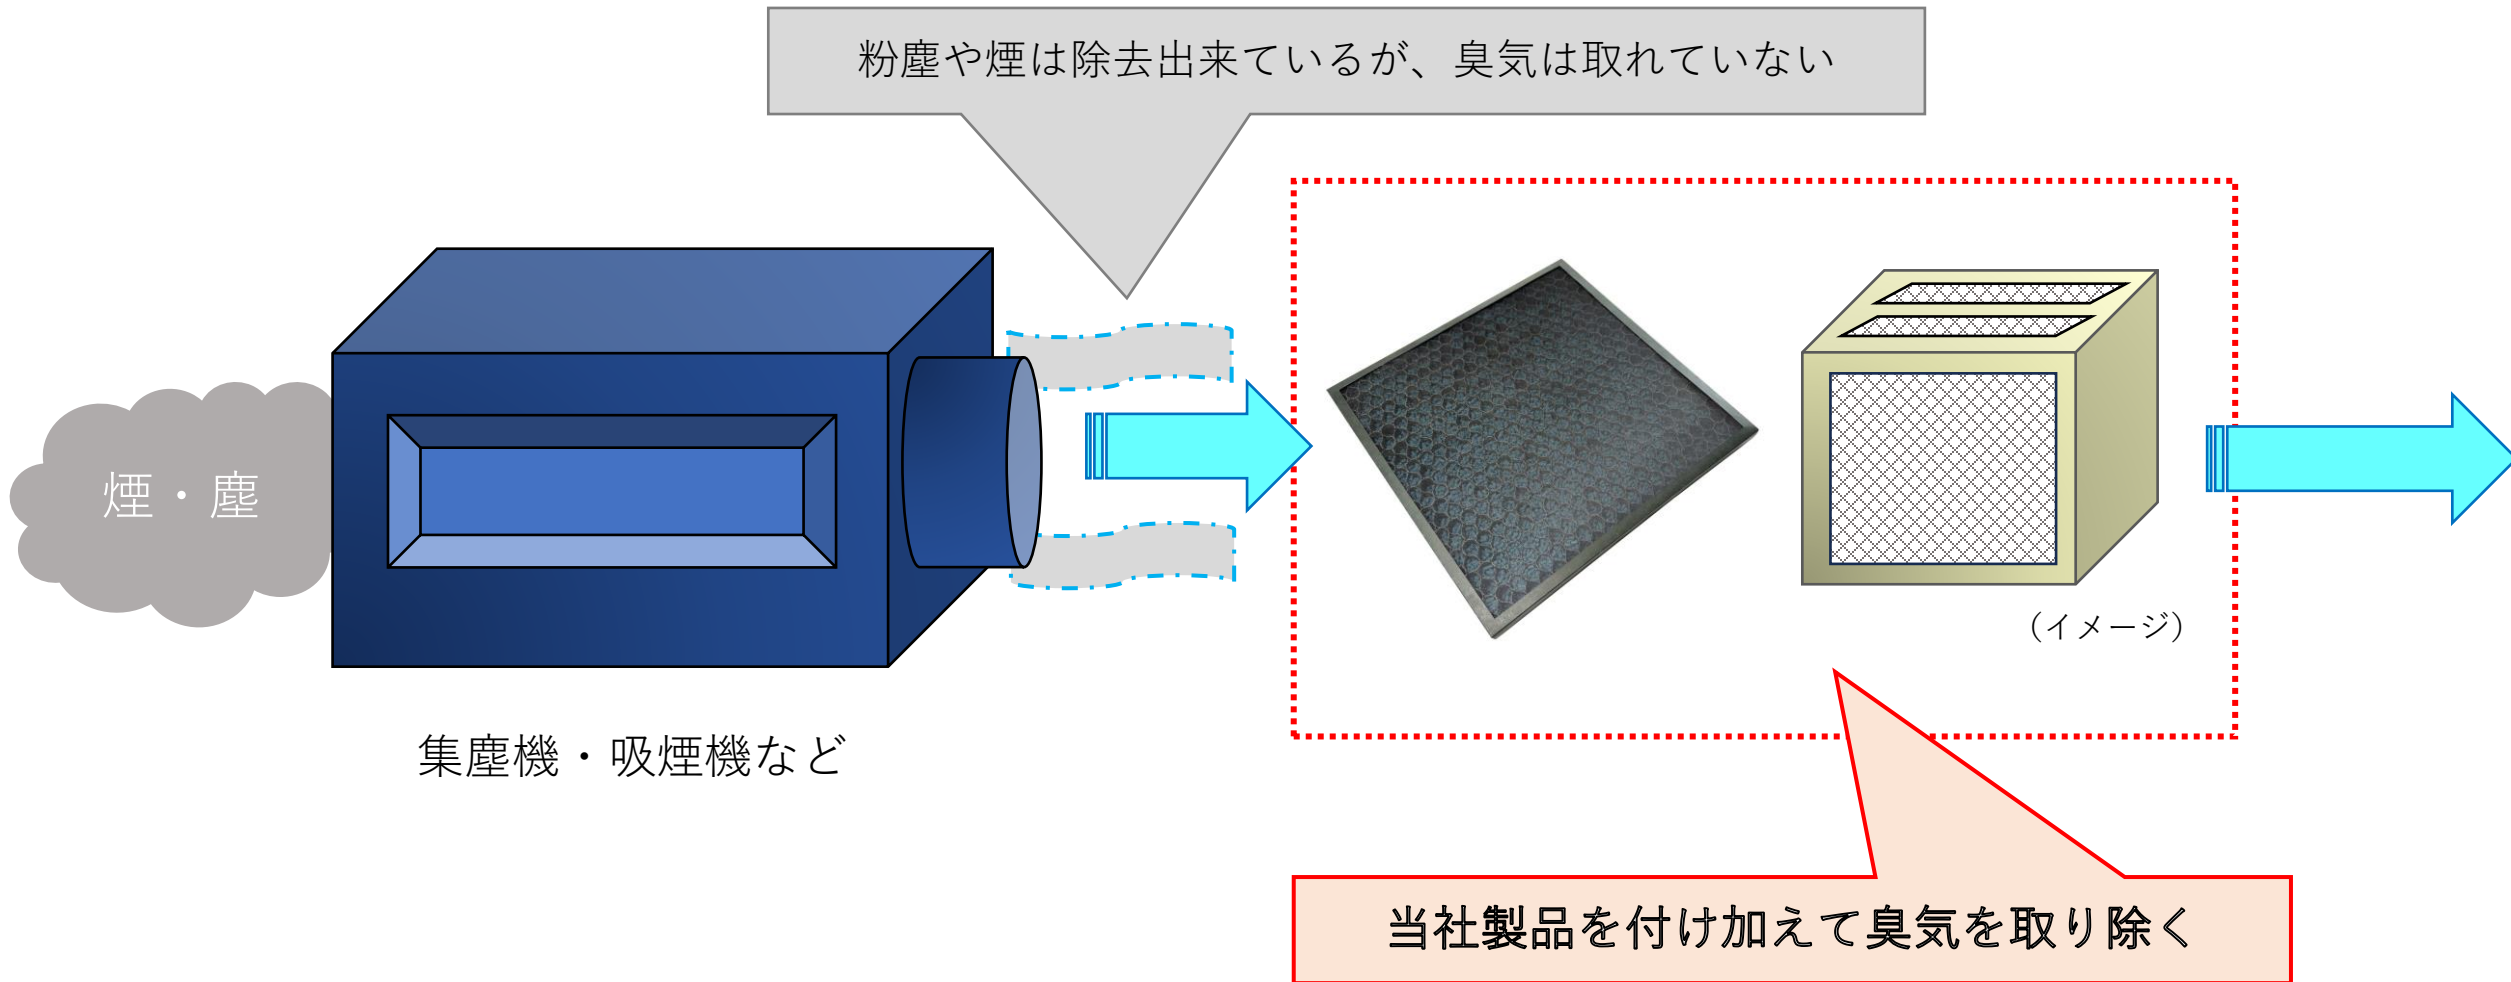 粉塵や煙は除去出来ているが、臭気は取れていない
煙・塵
(イメージ)
集塵機・吸煙機など
当社製品を付け加えて臭気を取り除く